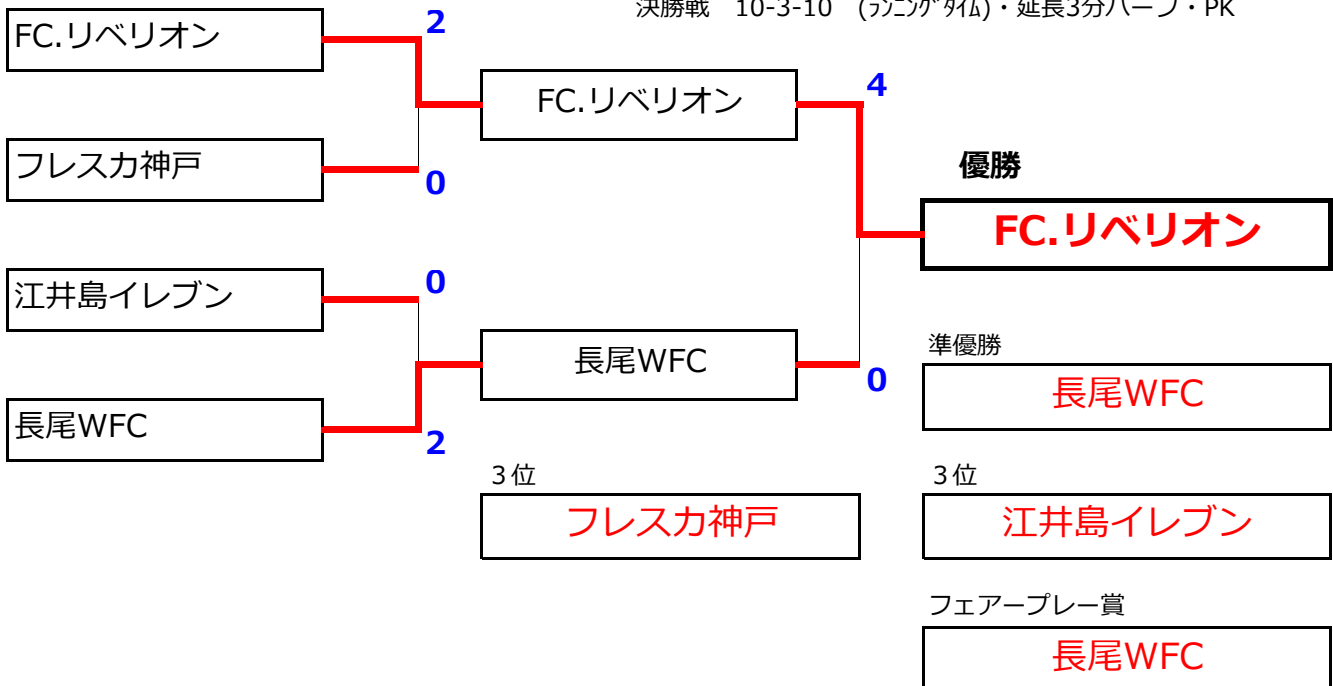 決勝戦　10-3-10　(ﾗﾝﾆﾝｸﾞﾀｲﾑ)・延長3分ハーフ・PK
FC.リベリオン
2
FC.リベリオン
4
フレスカ神戸
0
優勝
FC.リベリオン
江井島イレブン
0
長尾WFC
0
準優勝
長尾WFC
長尾WFC
2
３位
フレスカ神戸
３位
江井島イレブン
フェアープレー賞
長尾WFC